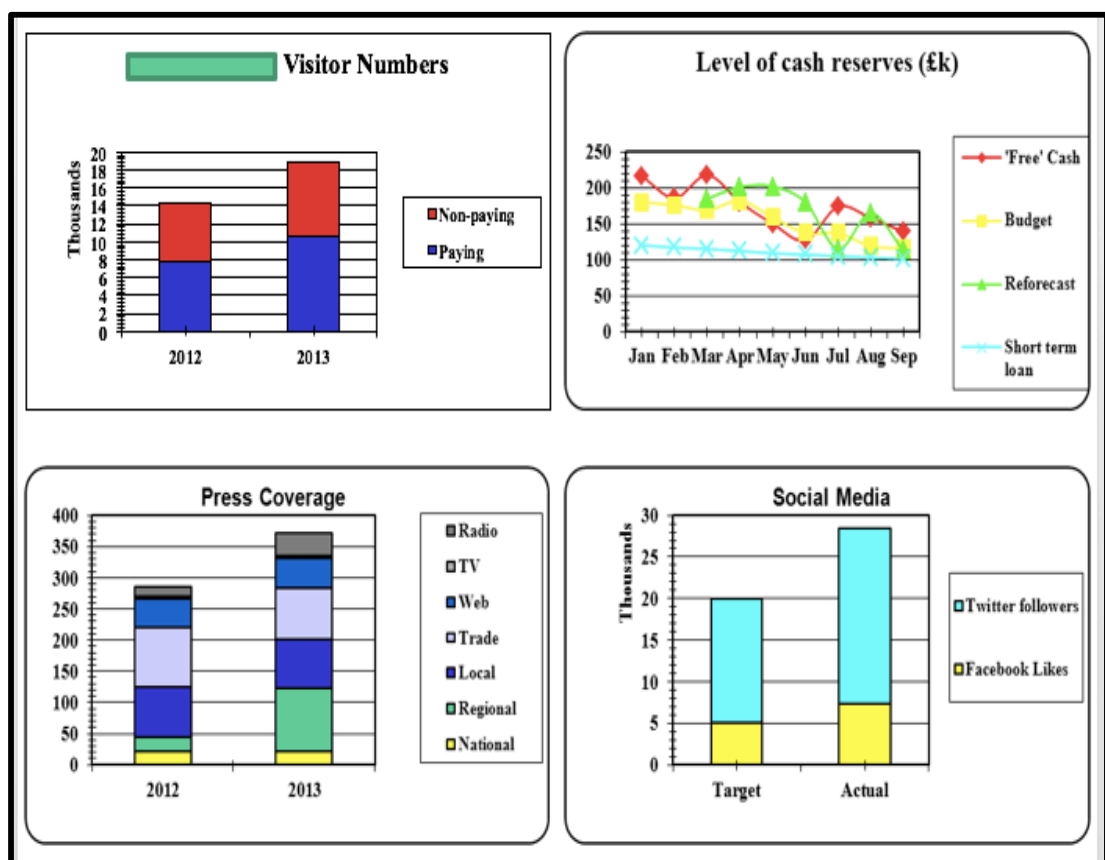 Visitor Numbers
Thousands
20
18
16
14
12
10
8
6
4
2
0
2012
2013
Non-paying
Paying
Level of cash reserves (£k)
250
200
150
100
50
0
Jan Feb Mar Apr May Jun Jul Aug Sep
'Free' Cash
Budget
Reforecast
Short term
loan
Press Coverage
400
350
300
250
200
150
100
50
0
2012
2013
Radio
TV
Web
Trade
Local
Regional
National
Social Media
Thousands
30
25
20
15
10
5
0
Target
Actual
Twitter followers
Facebook Likes